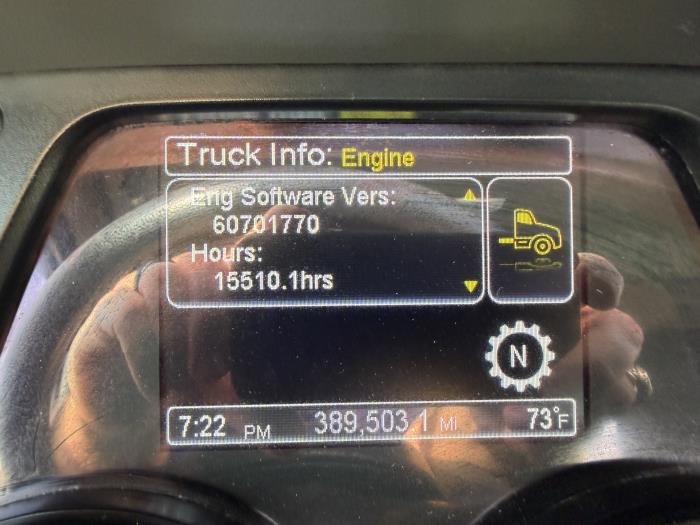 Truck Info: Engine
Eng Software Vers:
60701770
Hours:
15510.1hrs
N
7:22 PM 389,503.1 Mi 73°F